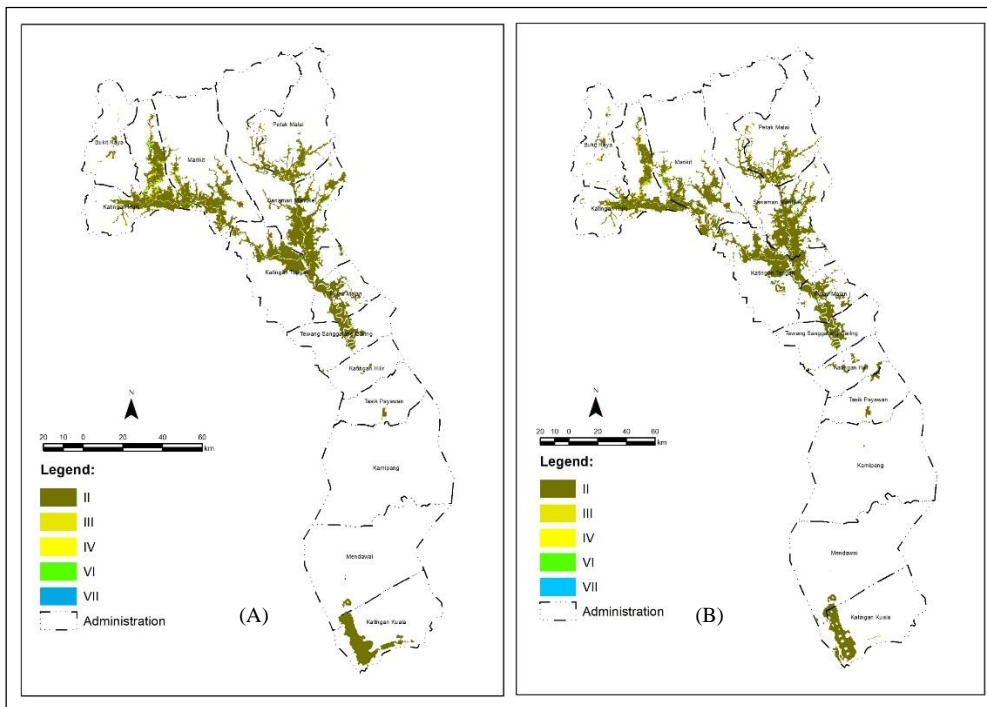 Petak Malai
Bukit Raya
Marikit
Katingan Hulu
Sanaman Mantikei
Katingan Tengah
Pulau Malan
Tewang Sanggalang Garing
Katingan Hilir
Tasik Payawan
Kamipang
Mendawai
Katingan Kuala
N
20 10 0 20 40 60
km
Legend:
II
III
IV
VI
VII
Administration
(A)
Petak Malai
Bukit Raya
Marikit
Katingan Hulu
Sanaman Mantikei
Katingan Tengah
Pulau Malan
Tewang Sanggalang Garing
Katingan Hilir
Tasik Payawan
Kamipang
Mendawai
Katingan Kuala
N
20 10 0 20 40 60
km
Legend:
II
III
IV
VI
VII
Administration
(B)